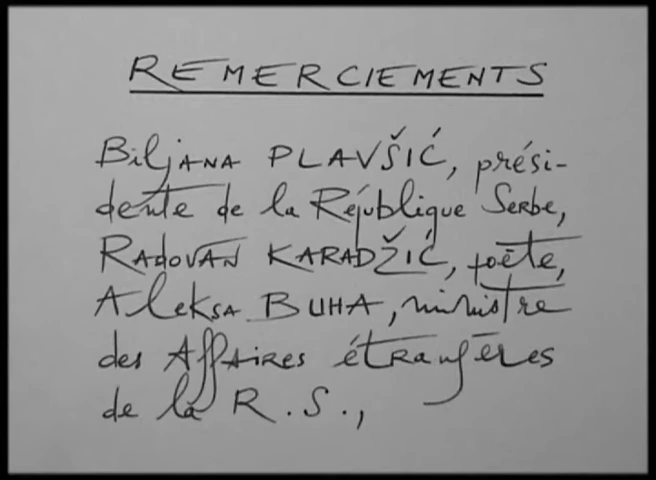 REMERCIEMENTS
Biljana PLAVŠIĆ, prési-
dente de la République Serbe,
Radovan KARADŽIĆ, poète,
Aleksa BUHA, ministre
des Affaires étrangères
de la R.S.,